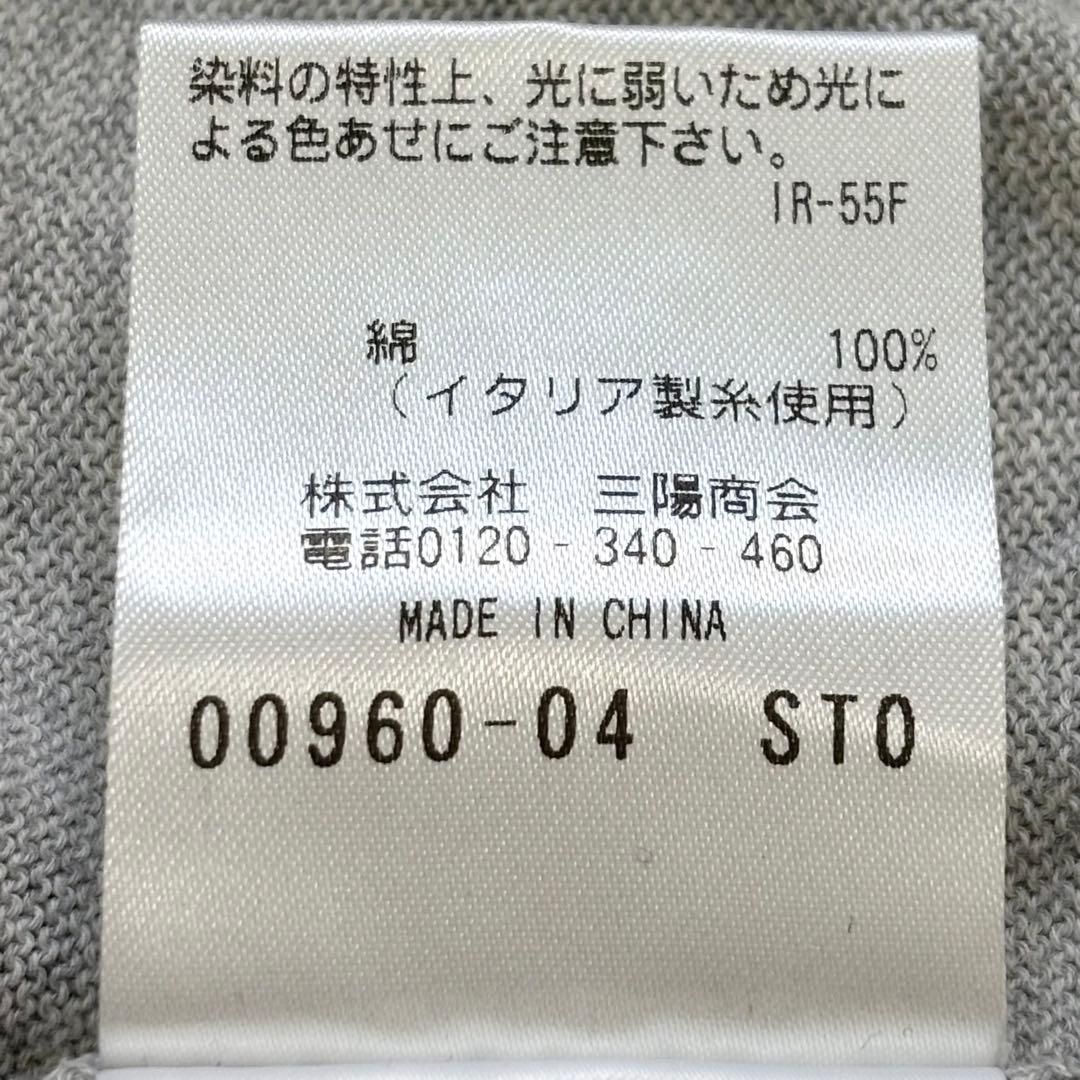 染料の特性上、光に弱いため光に
よる色あせにご注意下さい。
IR-55F
綿 100%
(イタリア製糸使用)
株式会社 三陽商会
電話0120-340-460
MADE IN CHINA
00960-04 STO